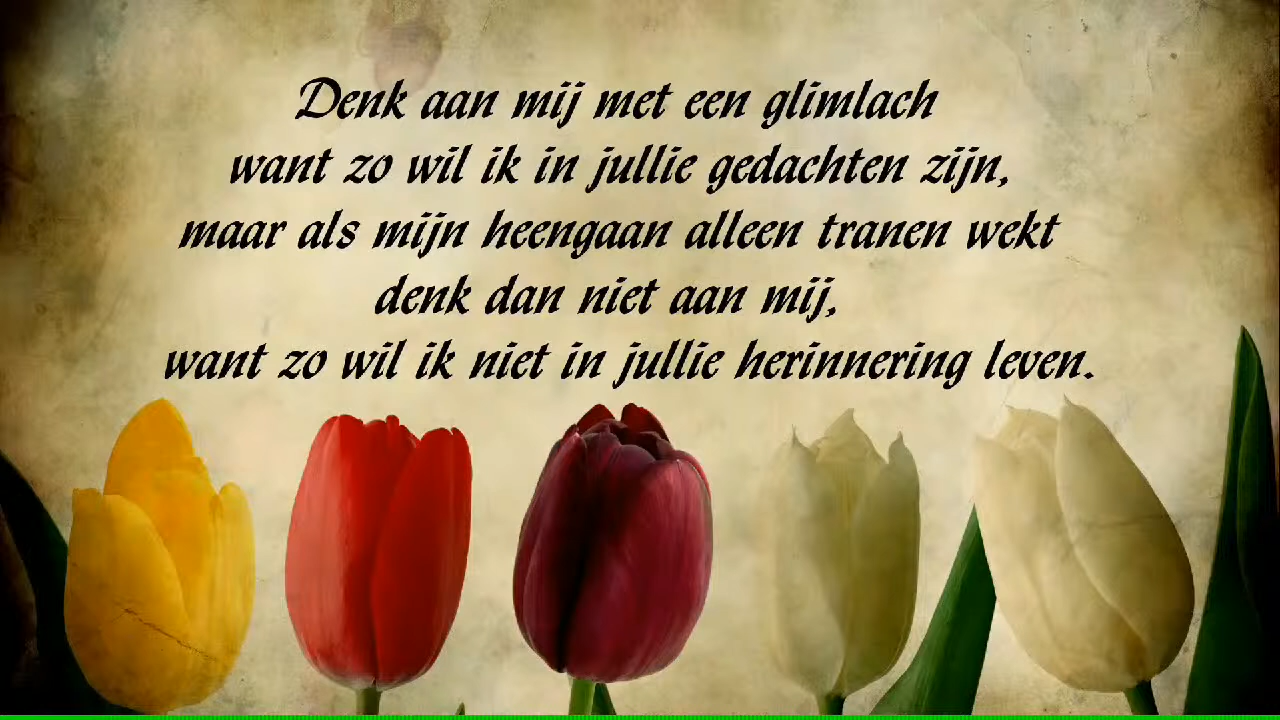 Denk aan mij met een glimlach
want zo wil ik in jullie gedachten zijn,
maar als mijn heengaan alleen tranen wekt
denk dan niet aan mij,
want zo wil ik niet in jullie herinnering leven.